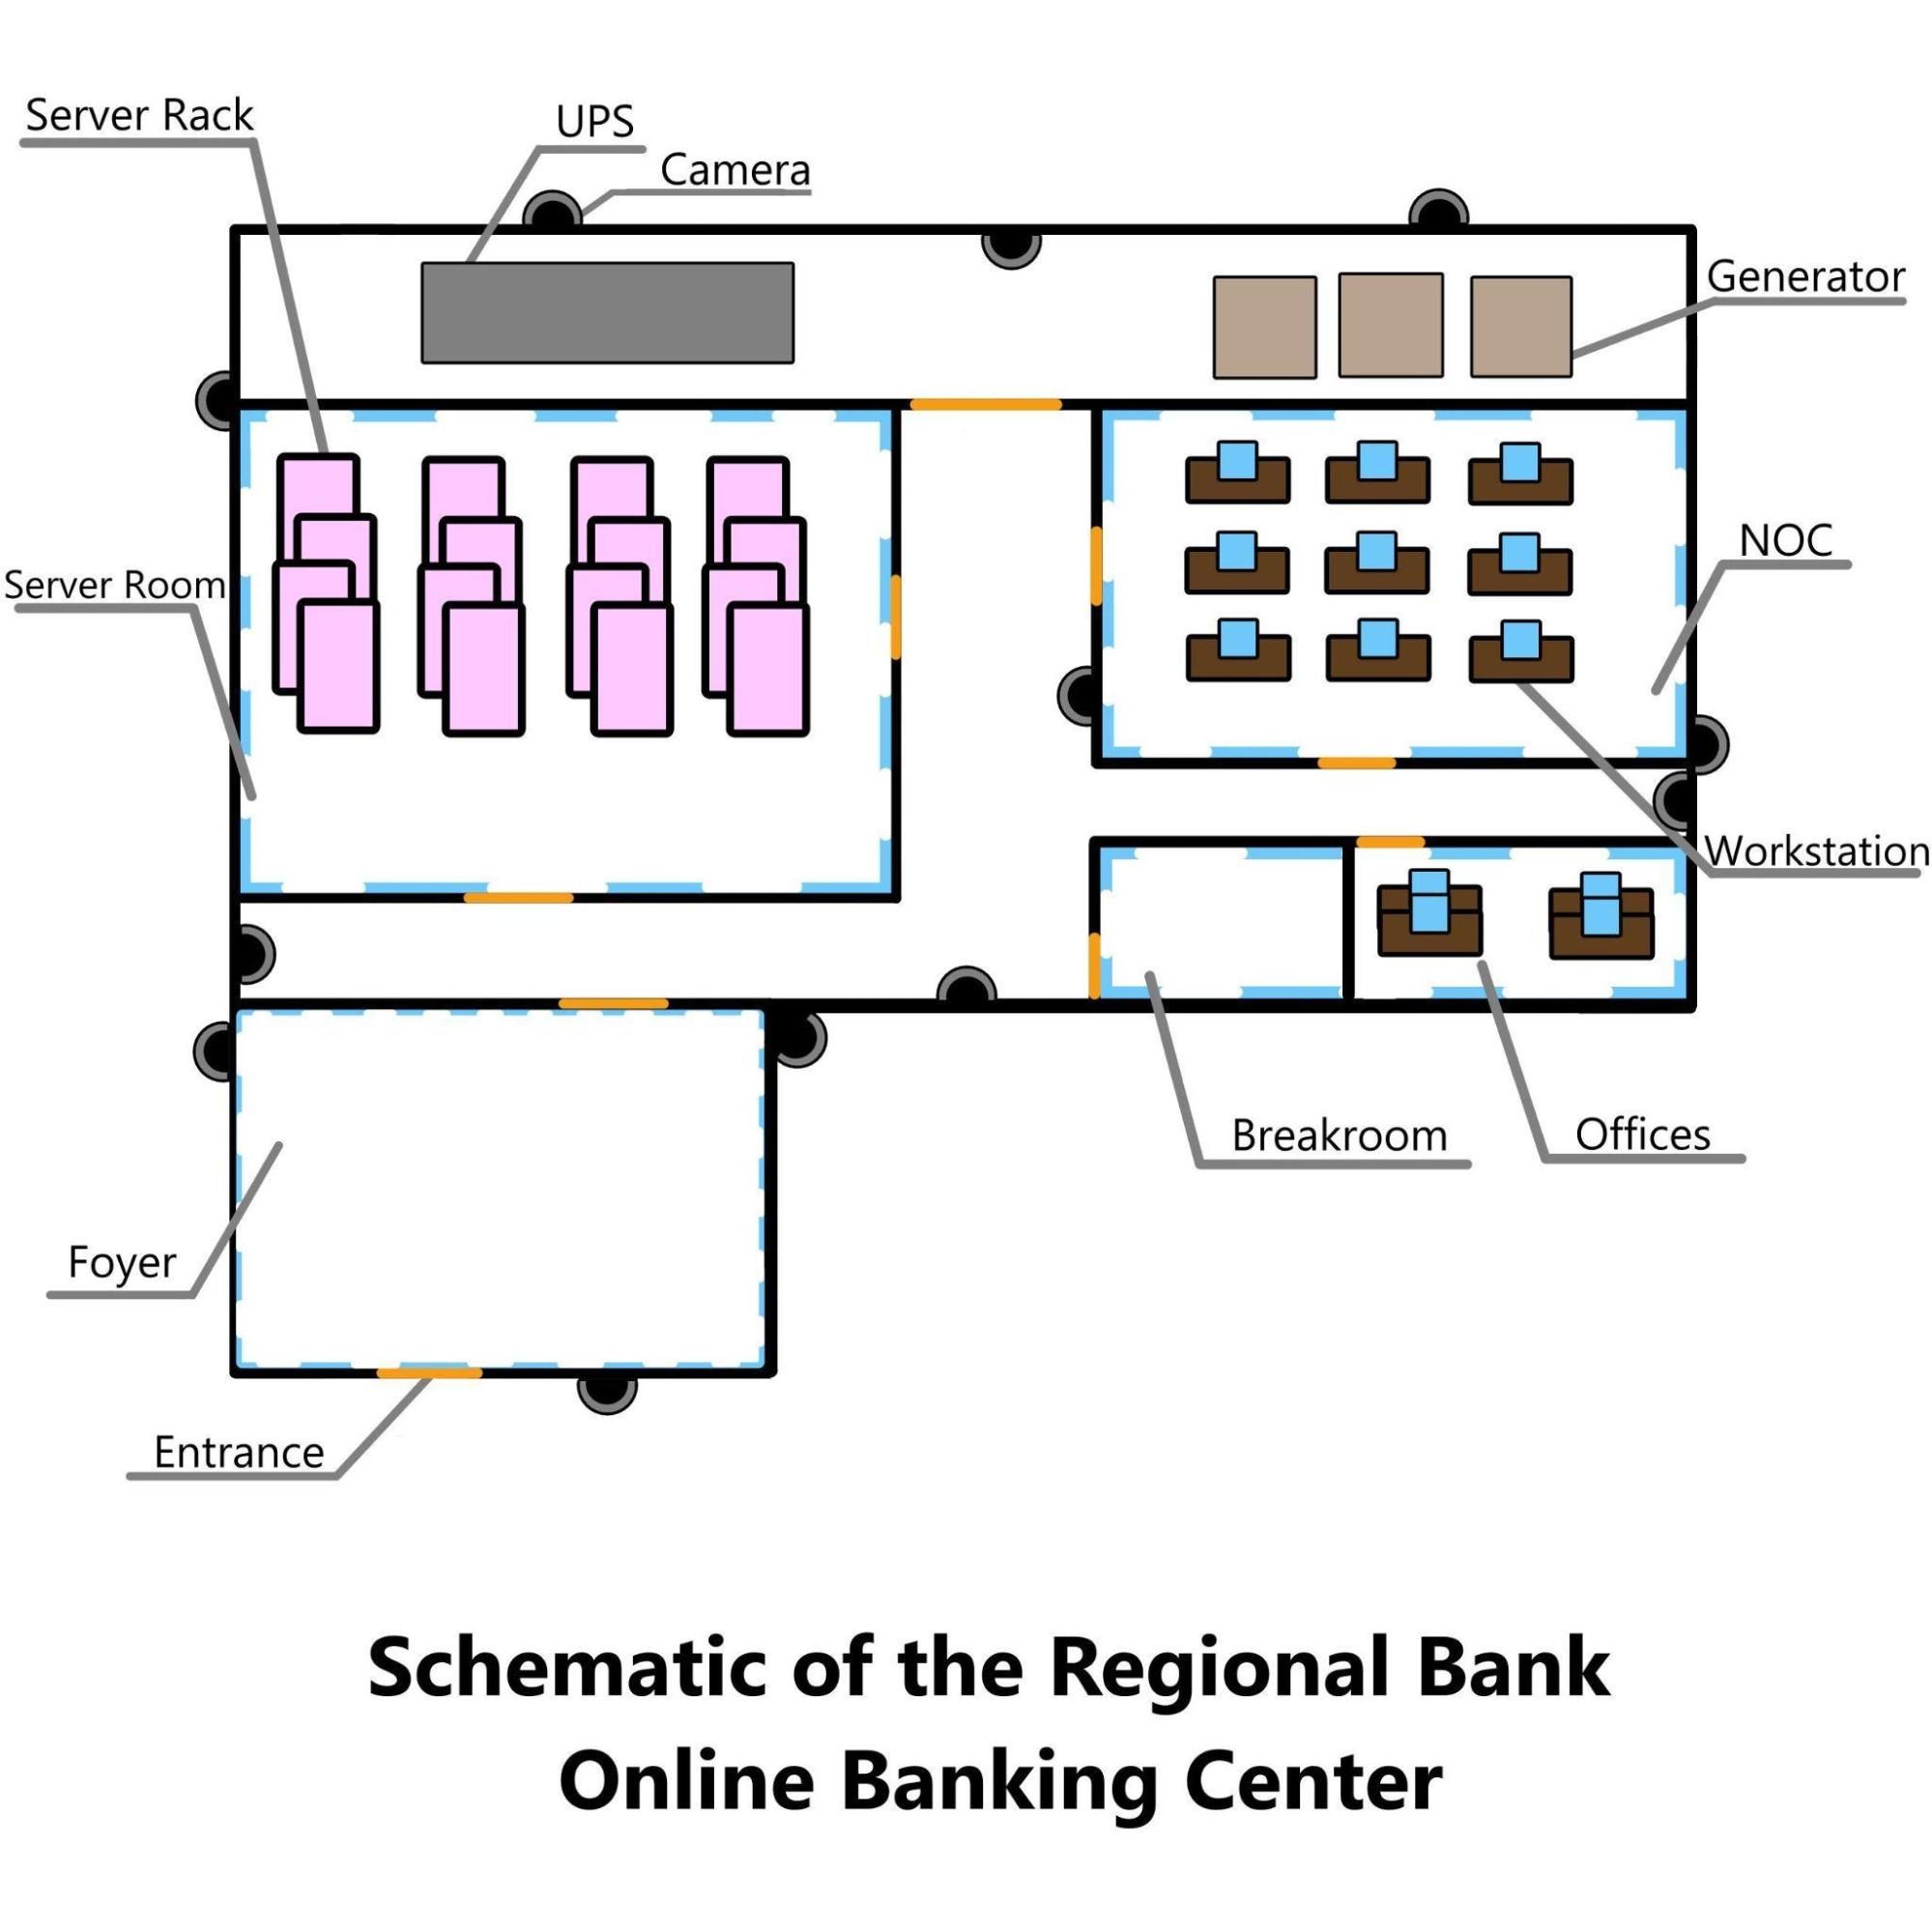 Server Rack
UPS
Camera
Generator
NOC
Server Room
Workstation
Breakroom
Offices
Foyer
Entrance
Schematic of the Regional Bank
Online Banking Center